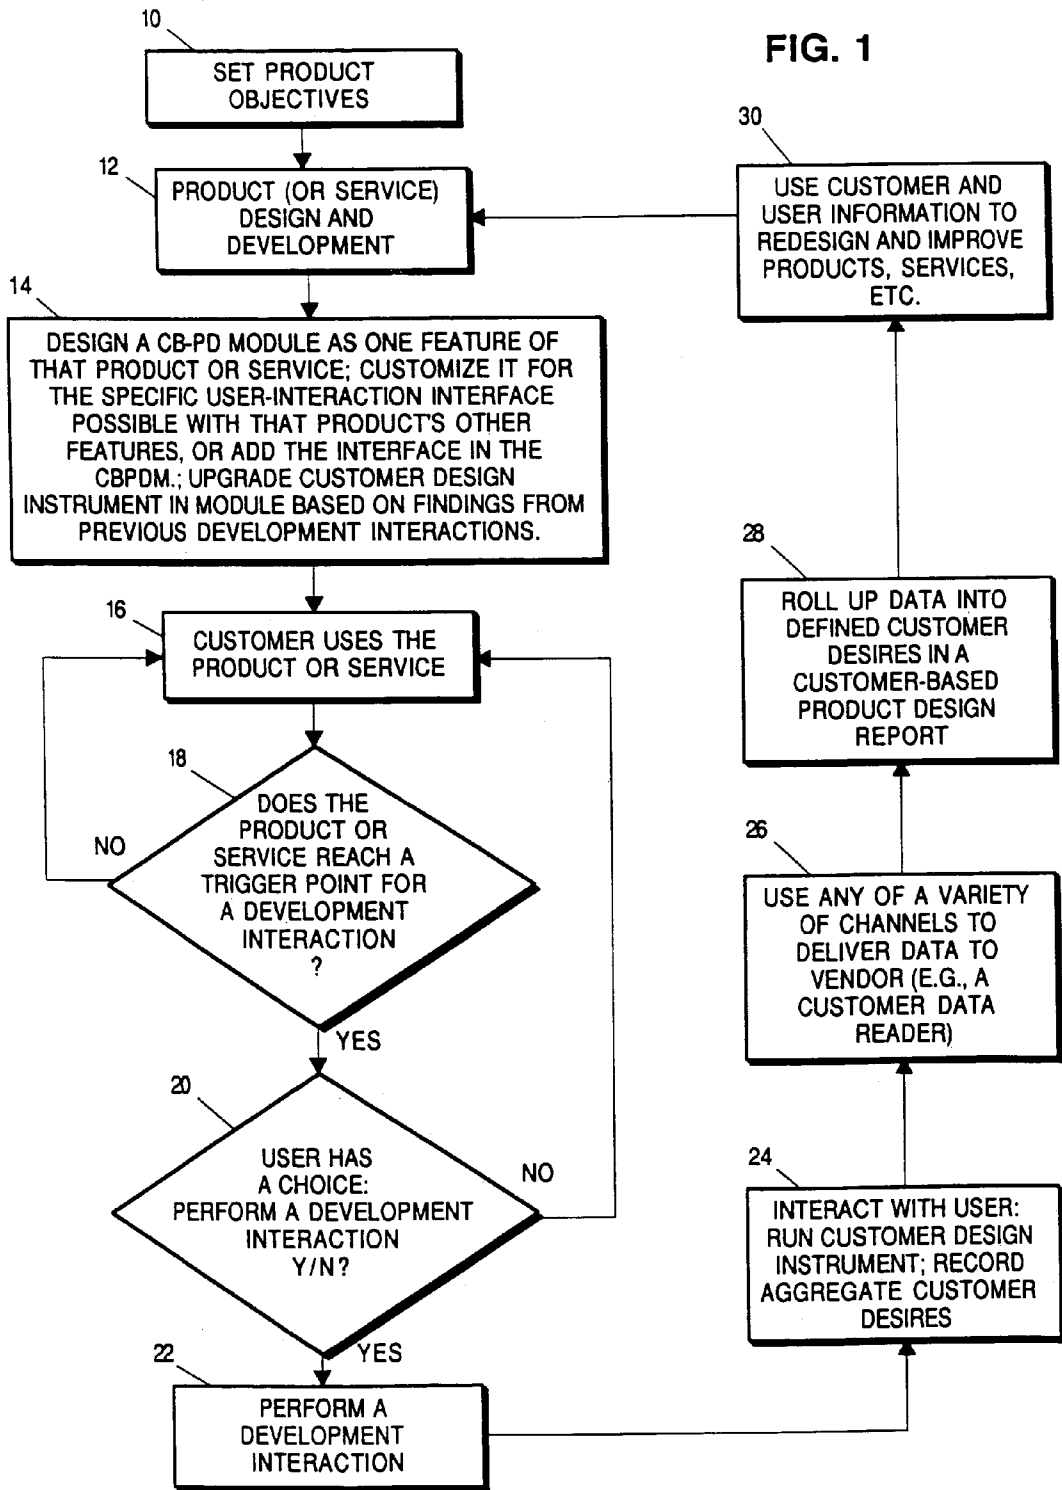 FIG. 1
10
SET PRODUCT
OBJECTIVES
12
PRODUCT (OR SERVICE)
DESIGN AND
DEVELOPMENT
14
DESIGN A CB-PD MODULE AS ONE FEATURE OF
THAT PRODUCT OR SERVICE; CUSTOMIZE IT FOR
THE SPECIFIC USER-INTERACTION INTERFACE
POSSIBLE WITH THAT PRODUCT'S OTHER
FEATURES, OR ADD THE INTERFACE IN THE
CBPDM.; UPGRADE CUSTOMER DESIGN
INSTRUMENT IN MODULE BASED ON FINDINGS FROM
PREVIOUS DEVELOPMENT INTERACTIONS.
16
CUSTOMER USES THE
PRODUCT OR SERVICE
18
DOES THE
PRODUCT OR
SERVICE REACH A
TRIGGER POINT FOR
A DEVELOPMENT
INTERACTION
?
NO
YES
20
USER HAS
A CHOICE:
PERFORM A DEVELOPMENT
INTERACTION
Y/N?
NO
YES
22
PERFORM A
DEVELOPMENT
INTERACTION
24
INTERACT WITH USER:
RUN CUSTOMER DESIGN
INSTRUMENT; RECORD
AGGREGATE CUSTOMER
DESIRES
26
USE ANY OF A VARIETY
OF CHANNELS TO
DELIVER DATA TO
VENDOR (E.G., A
CUSTOMER DATA
READER)
28
ROLL UP DATA INTO
DEFINED CUSTOMER
DESIRES IN A
CUSTOMER-BASED
PRODUCT DESIGN
REPORT
30
USE CUSTOMER AND
USER INFORMATION TO
REDESIGN AND IMPROVE
PRODUCTS, SERVICES,
ETC.